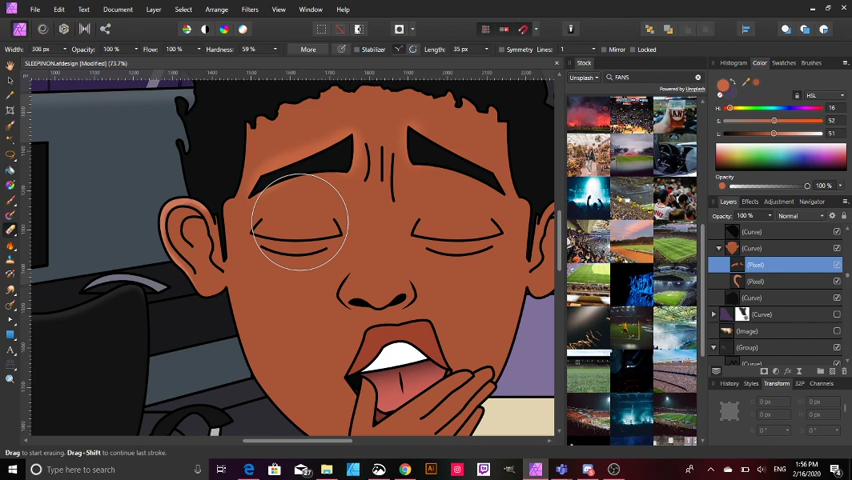 File Edit Text Arrange Layer Select Filters View Window Help
Width: 308 px Opacity: 100 % Flow: 100 % Hardness: 59 % More Stabilizer Length: 35 px Symmetry Lines: 1 Mirror Locked
SLEEPINON.afdesign [Modified] (73.7%)
Stock
Histogram Color Swatches Brushes
Unsplash FANS
Powered by Unsplash
HSL
H: 16
S: 52
L: 51
Opacity
100 %
Layers Effects Adjustment Navigator
Opacity: 100 % Normal
(Curve)
(Curve)
(Pixel)
(Pixel)
(Curve)
(Curve)
(Image)
(Group)
(Curve)
History Styles Transform S2P Channels
X: 0 px W: 0 px
Y: 0 px H: 0 px
Drag to start erasing. Drag+Shift to continue last stroke.
Type here to search
ENG
1:56 PM
2/16/2020